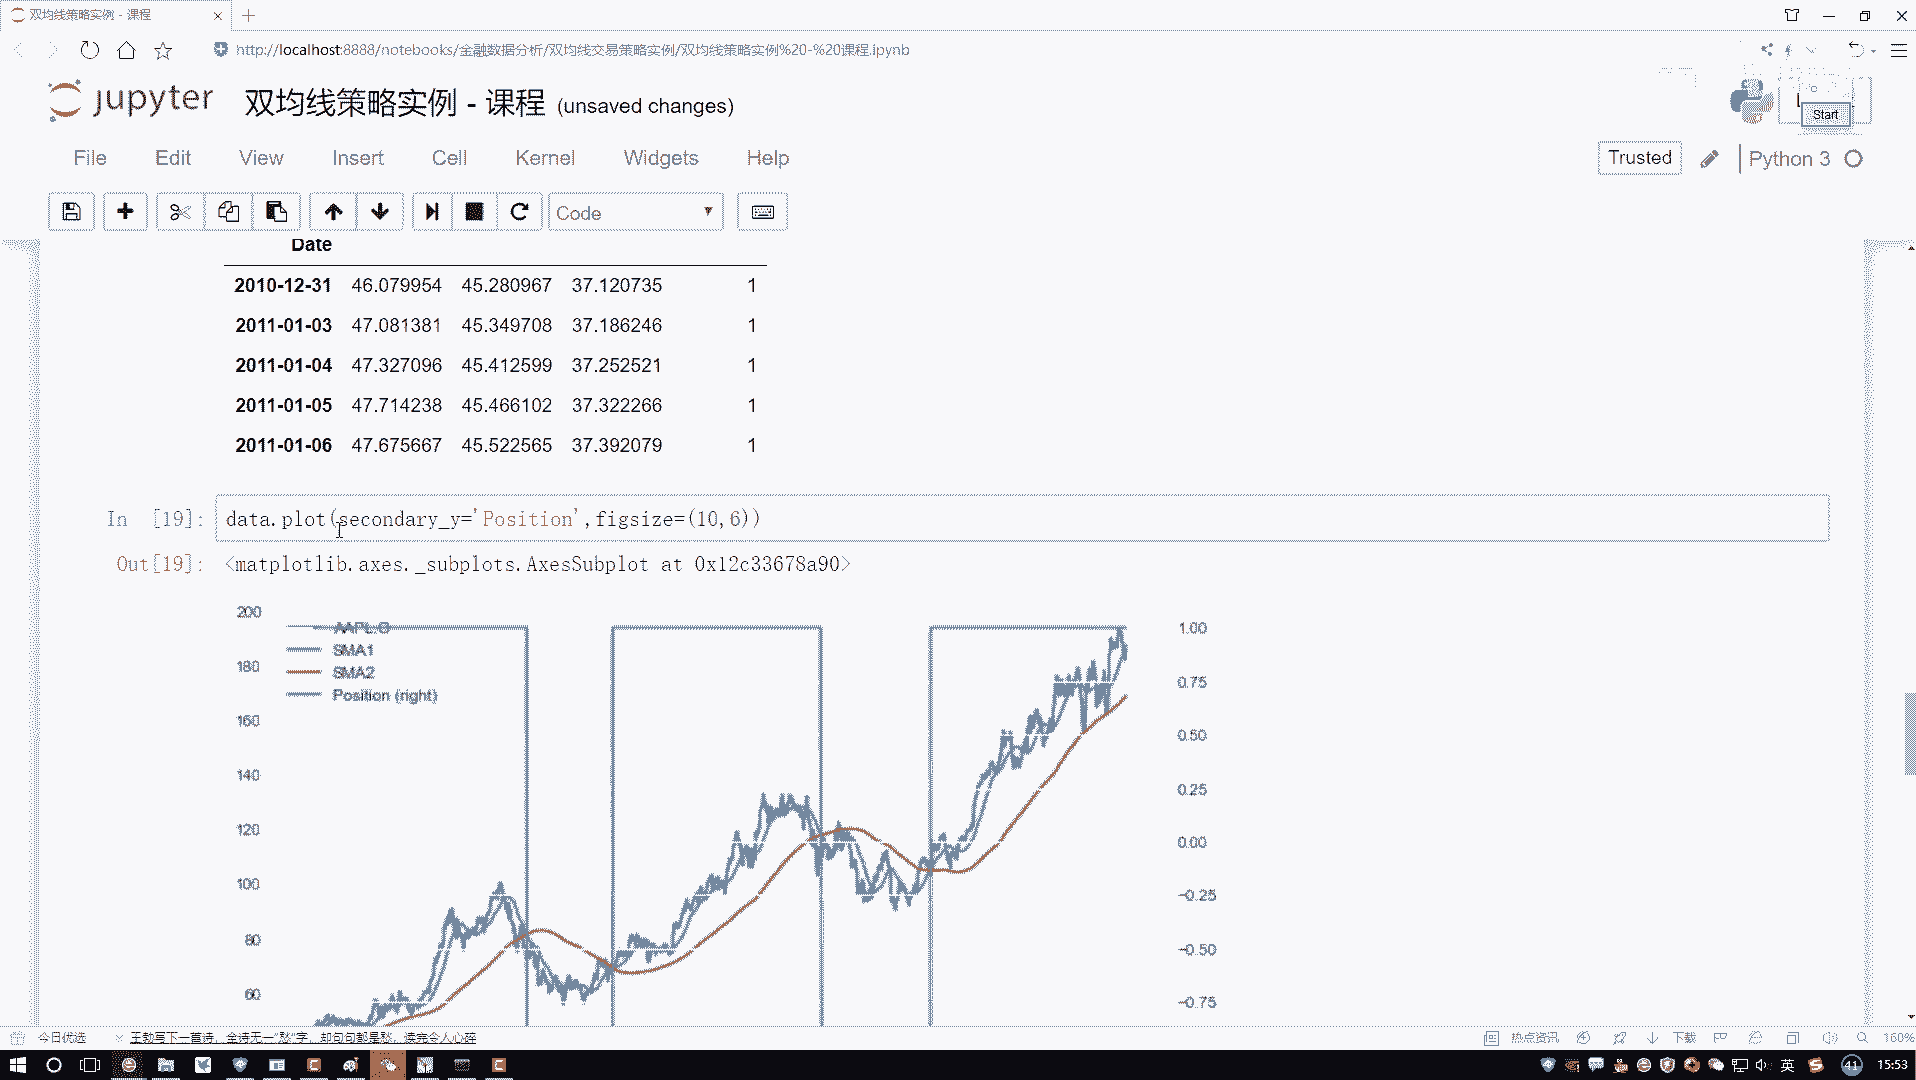 双均线策略实例 - 课程
http://localhost:8888/notebooks/金融数据分析/双均线交易策略实例/双均线策略实例%20-%20课程.ipynb
jupyter 双均线策略实例 - 课程 (unsaved changes)
Start
File Edit View Insert Cell Kernel Widgets Help
Trusted Python 3
Code
Date
2010-12-31 46.079954 45.280967 37.120735 1
2011-01-03 47.081381 45.349708 37.186246 1
2011-01-04 47.327096 45.412599 37.252521 1
2011-01-05 47.714238 45.466102 37.322266 1
2011-01-06 47.675667 45.522565 37.392079 1
In [19]: data.plot(secondary_y='Position',figsize=(10,6))
Out[19]: <matplotlib.axes._subplots.AxesSubplot at 0x12c33678a90>
AAPL.O
SMA1
SMA2
Position (right)
200
180
160
140
120
100
80
60
1.00
0.75
0.50
0.25
0.00
−0.25
−0.50
−0.75
今日优选 王勃写下一首诗，全诗无一"愁"字，却句句都是愁，读完令人心碎
热点资讯 下载 160%
英 41 15:53